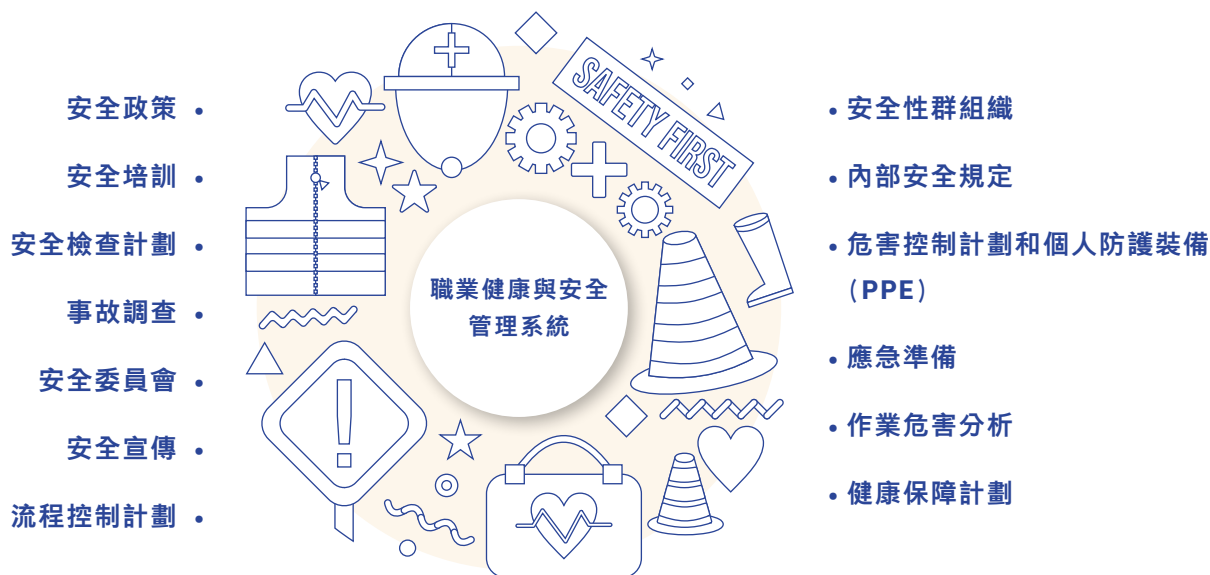 安全政策
安全培訓
安全檢查計劃
事故調查
安全委員會
安全宣傳
流程控制計劃
SAFETY FIRST
職業健康與安全
管理系統
安全性群組織
內部安全規定
危害控制計劃和個人防護裝備
(PPE)
應急準備
作業危害分析
健康保障計劃